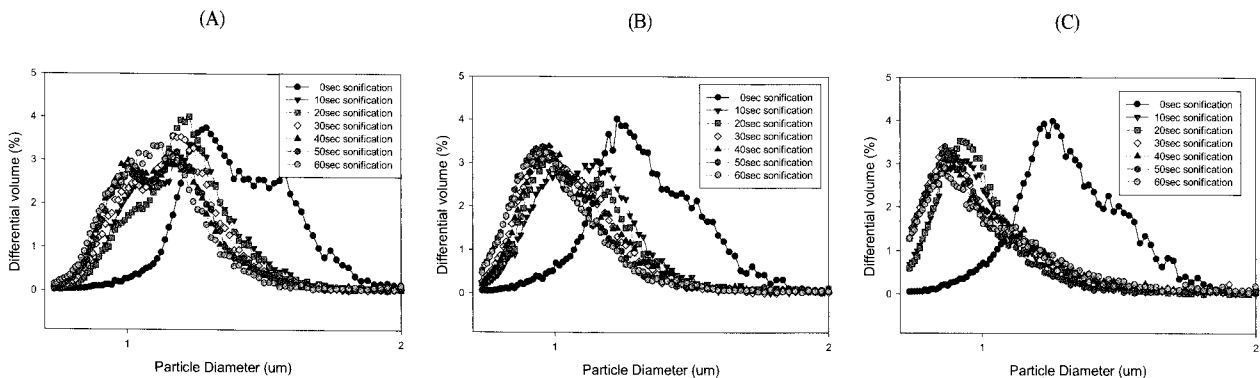 (A)
(B)
(C)
Differential volume (%)
5
4
3
2
1
0
0sec sonification
10sec sonification
20sec sonification
30sec sonification
40sec sonification
50sec sonification
60sec sonification
1
2
Particle Diameter (um)
Differential volume (%)
5
4
3
2
1
0
0sec sonification
10sec sonification
20sec sonification
30sec sonification
40sec sonification
50sec sonification
60sec sonification
1
2
Particle Diameter (um)
Differential volume (%)
5
4
3
2
1
0
0sec sonification
10sec sonification
20sec sonification
30sec sonification
40sec sonification
50sec sonification
60sec sonification
1
2
Particle Diameter (um)